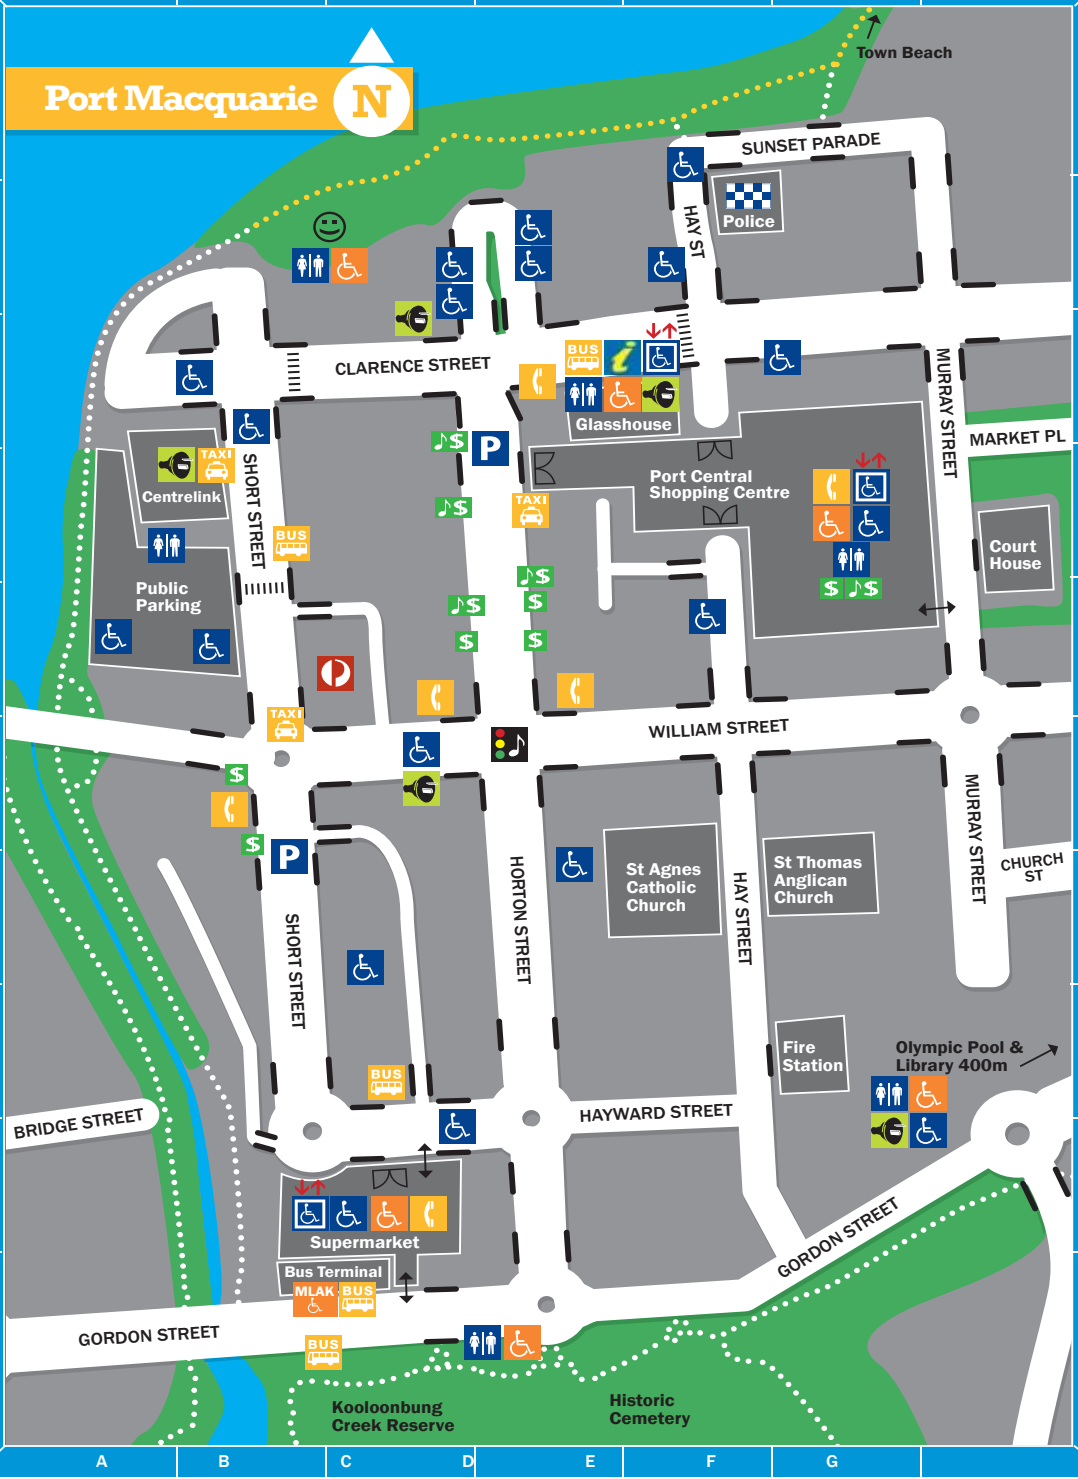 Town Beach
Port Macquarie
N
SUNSET PARADE
Police
HAY ST
CLARENCE STREET
BUS
i
Glasshouse
P
MURRAY STREET
MARKET PL
Port Central
Shopping Centre
TAXI
Centrelink
SHORT STREET
TAXI
BUS
♪$
♪$
♪$
$
♪$
$
$
$ ♪$
Court
House
Public
Parking
TAXI
WILLIAM STREET
$
$
P
MURRAY STREET
CHURCH
ST
HORTON STREET
St Agnes
Catholic
Church
HAY STREET
St Thomas
Anglican
Church
SHORT STREET
Fire
Station
Olympic Pool &
Library 400m
BUS
BRIDGE STREET
HAYWARD STREET
Supermarket
Bus Terminal
MLAK
BUS
GORDON STREET
GORDON STREET
BUS
Kooloonbung
Creek Reserve
Historic
Cemetery
A B C D E F G